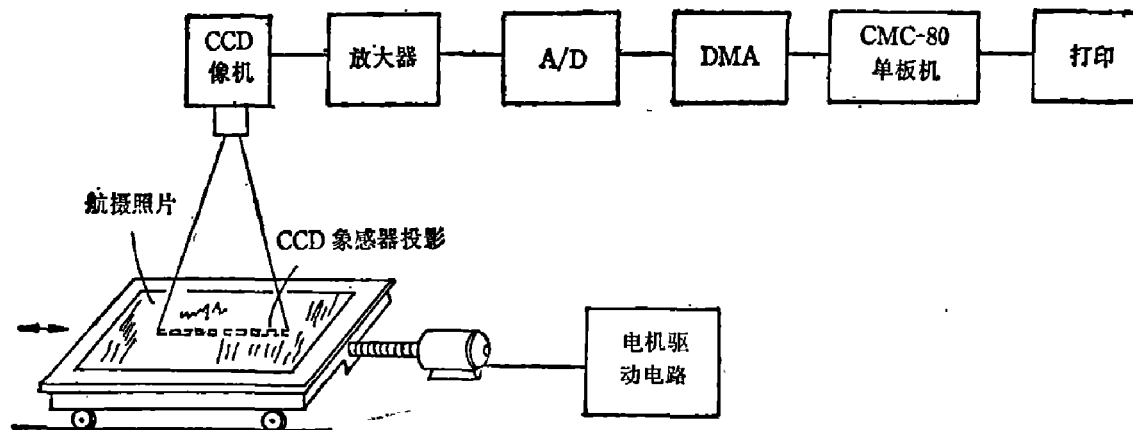 CCD
像机
放大器
A/D
DMA
CMC-80
单板机
打印
航摄照片
CCD 象感器投影
电机驱
动电路